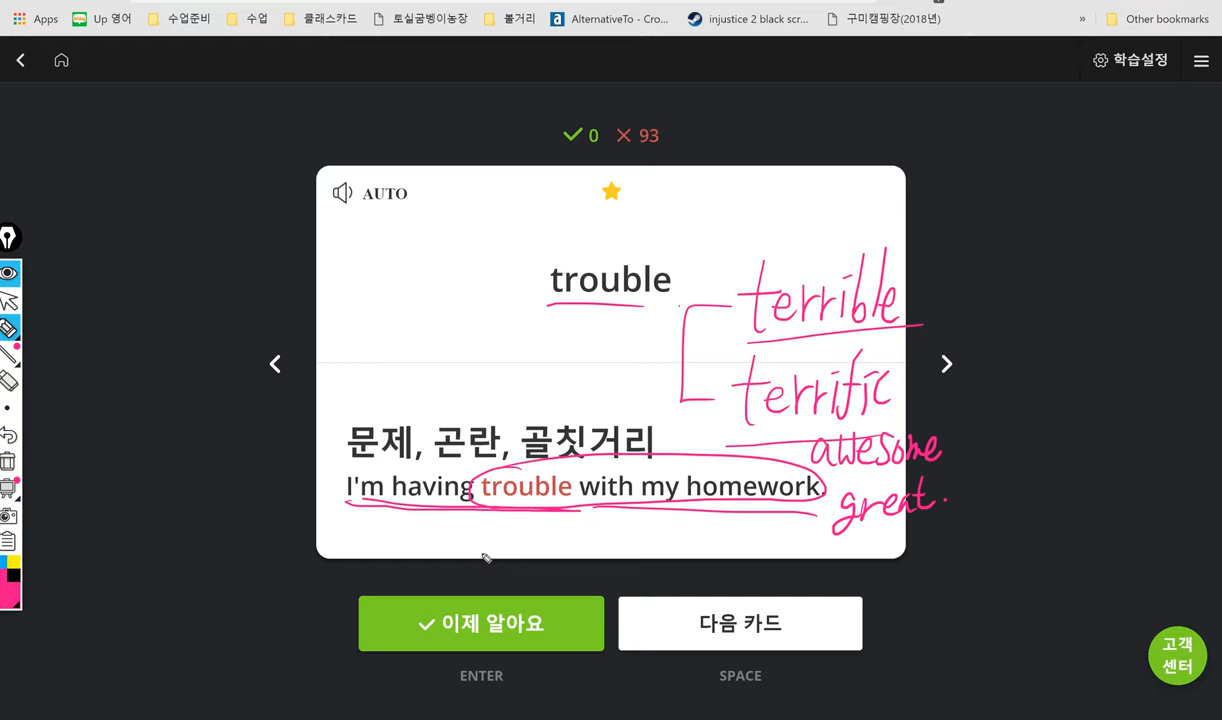 Apps Up 영어 수업준비 수업 클래스카드 토실굼벵이농장 볼거리 AlternativeTo - Cro... injustice 2 black scr... 구미캠핑장(2018년) » Other bookmarks
학습설정
0 93
AUTO
trouble
terrible
terrific
문제, 곤란, 골칫거리
awesome
I'm having trouble with my homework.
great.
이제 알아요 다음 카드
ENTER SPACE
고객
센터